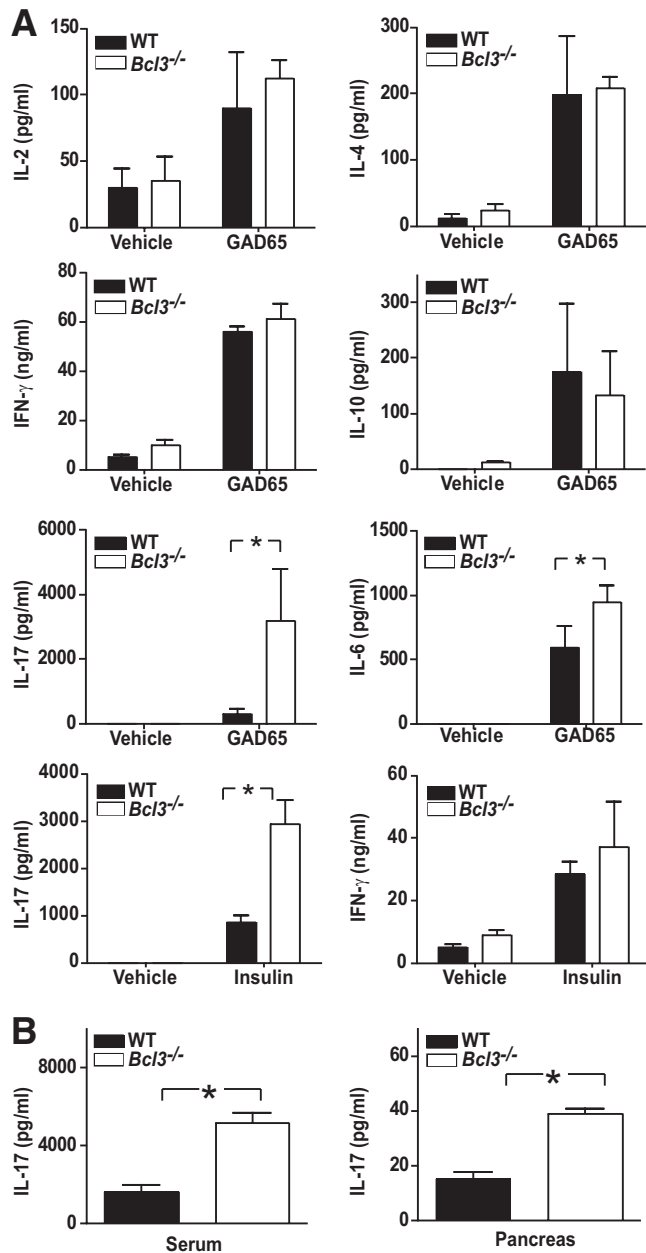 A
WT
Bcl3-/-
IL-2 (pg/ml)
150
100
50
0
Vehicle GAD65
WT
Bcl3-/-
IL-4 (pg/ml)
300
200
100
0
Vehicle GAD65
WT
Bcl3-/-
IFN-γ (ng/ml)
80
60
40
20
0
Vehicle GAD65
WT
Bcl3-/-
IL-10 (pg/ml)
300
200
100
0
Vehicle GAD65
WT
Bcl3-/-
*
IL-17 (pg/ml)
6000
4000
2000
0
Vehicle GAD65
WT
Bcl3-/-
*
IL-6 (pg/ml)
1500
1000
500
0
Vehicle GAD65
WT
Bcl3-/-
*
IL-17 (pg/ml)
4000
3000
2000
1000
0
Vehicle Insulin
WT
Bcl3-/-
IFN-γ (ng/ml)
60
40
20
0
Vehicle Insulin
B
WT
Bcl3-/-
*
IL-17 (pg/ml)
8000
4000
0
Serum
WT
Bcl3-/-
*
IL-17 (pg/ml)
60
40
20
0
Pancreas